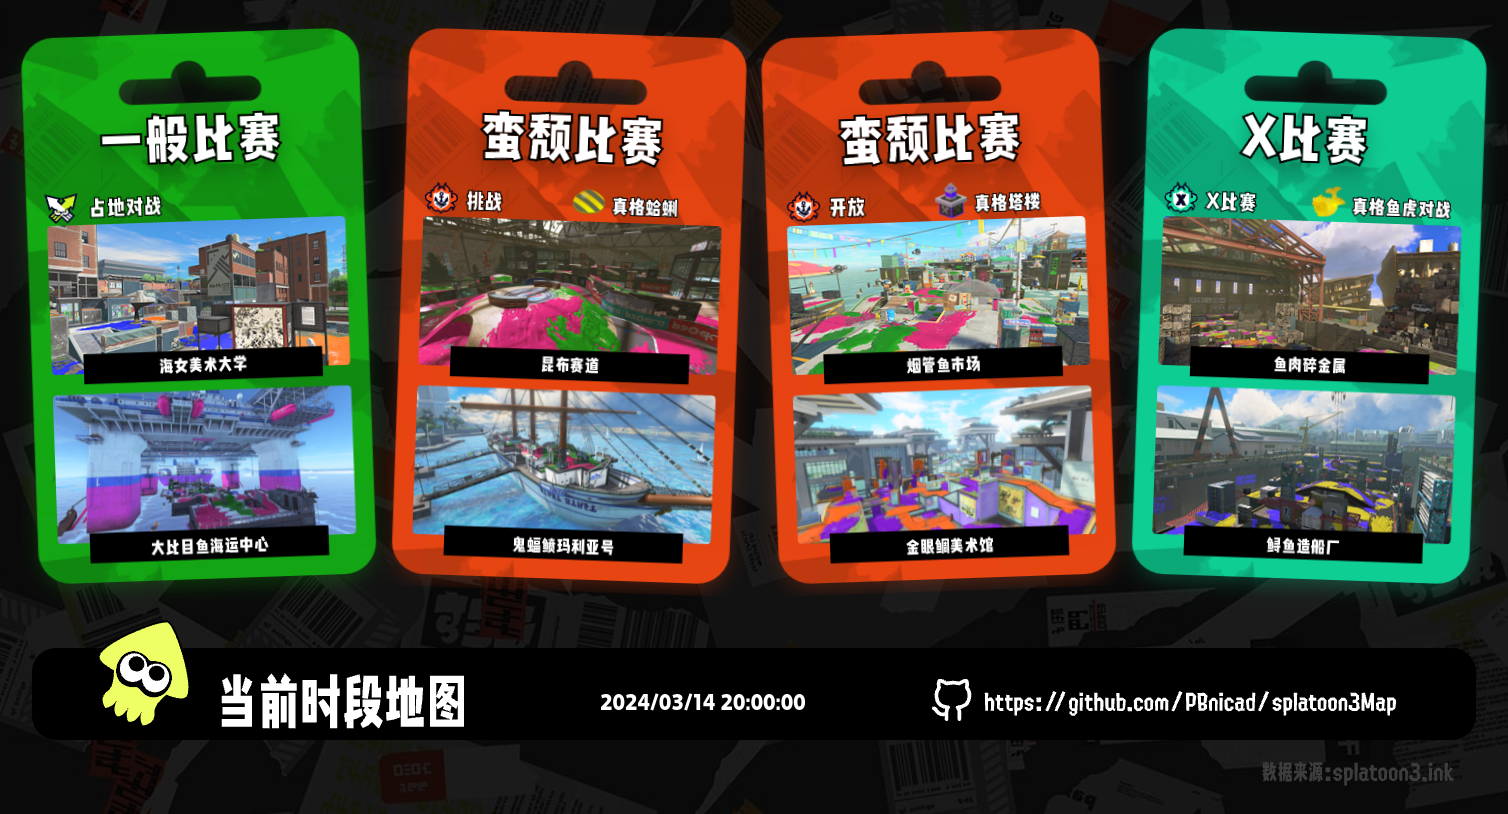 一般比赛
占地对战
海女美术大学
大比目鱼海运中心
蛮颓比赛
挑战
真格蛤蜊
昆布赛道
鬼蝠鲼玛利亚号
蛮颓比赛
开放
真格塔楼
烟管鱼市场
金眼鲷美术馆
X比赛
X比赛
真格鱼虎对战
鱼肉碎金属
鲟鱼造船厂
当前时段地图
2024/03/14 20:00:00
https://github.com/PBnicad/splatoon3Map
数据来源:splatoon3.ink